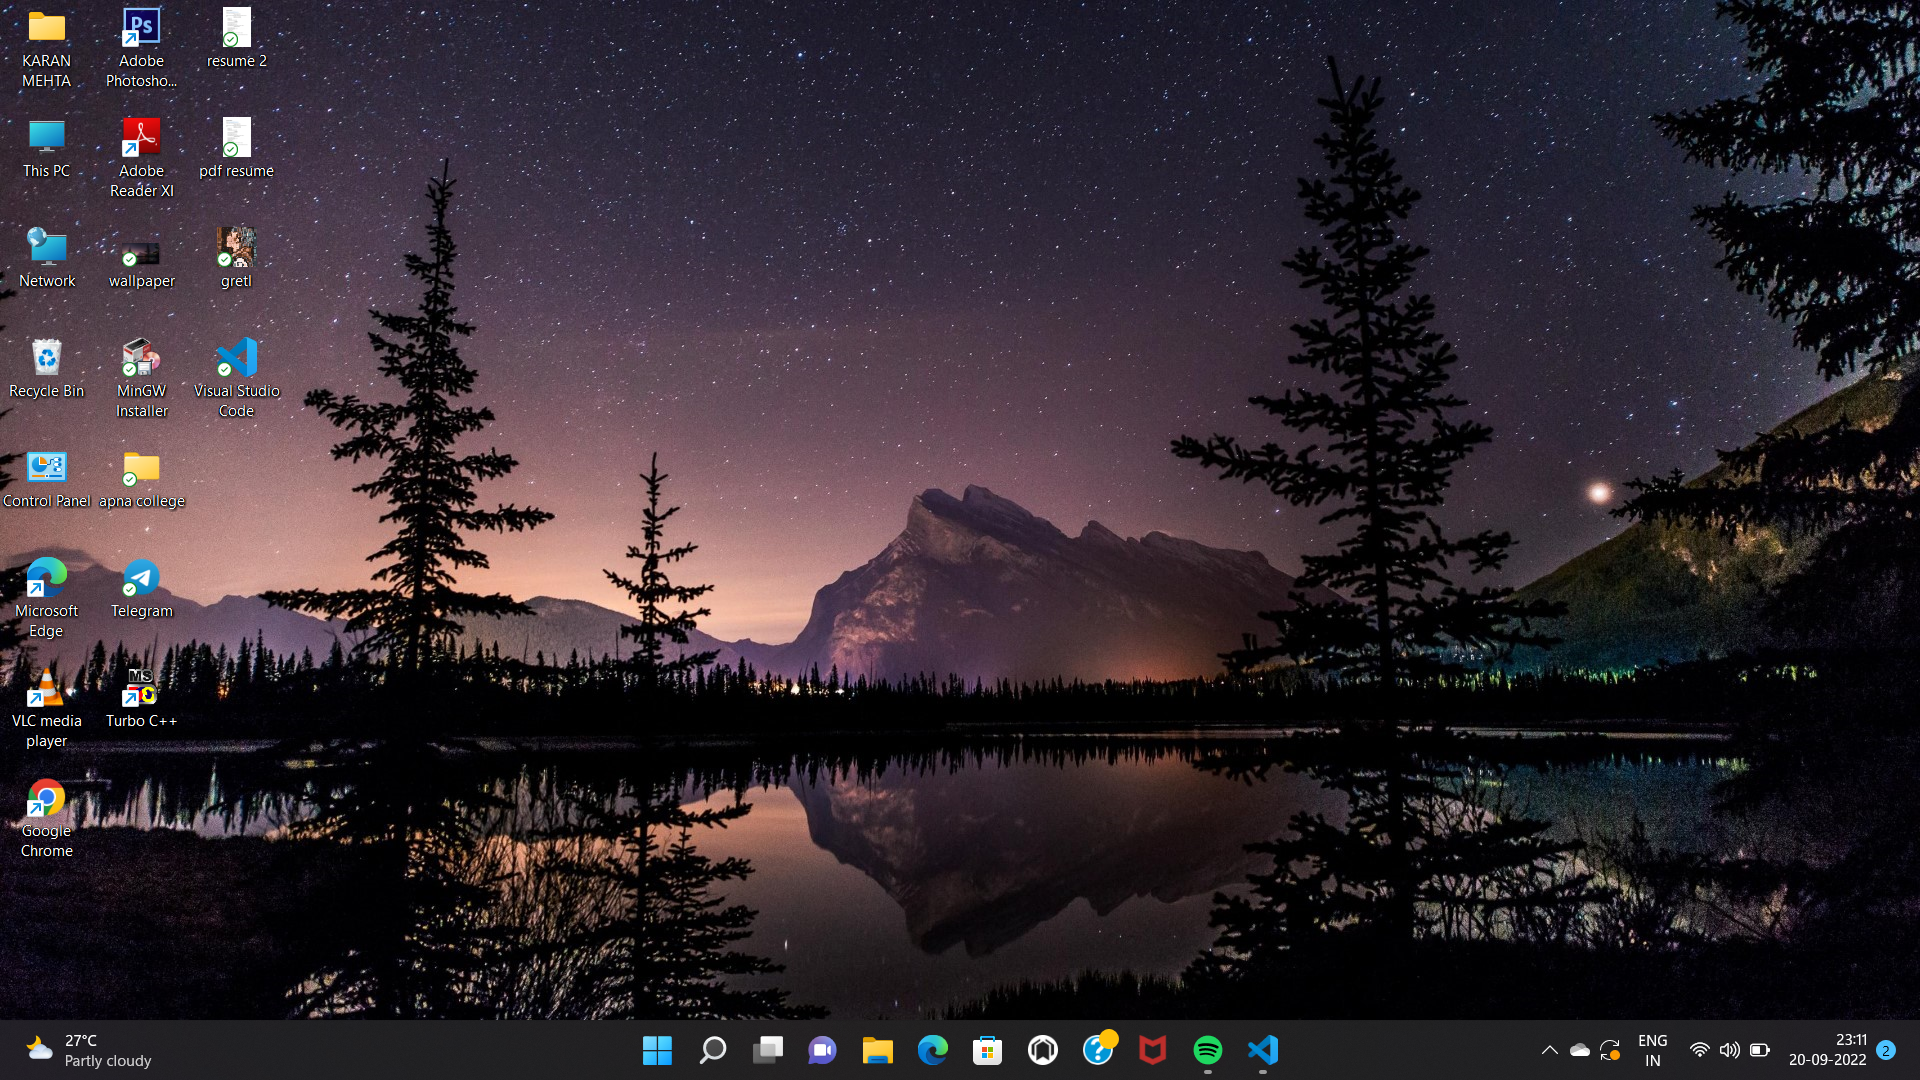 KARAN
MEHTA
Adobe
Photosho...
resume 2
This PC
Adobe
Reader XI
pdf resume
Network
wallpaper
gretl
Recycle Bin
MinGW
Installer
Visual Studio
Code
Control Panel
apna college
Microsoft
Edge
Telegram
VLC media
player
MS
Turbo C++
Google
Chrome
Ps
27°C
Partly cloudy
ENG
IN
23:11
20-09-2022
2